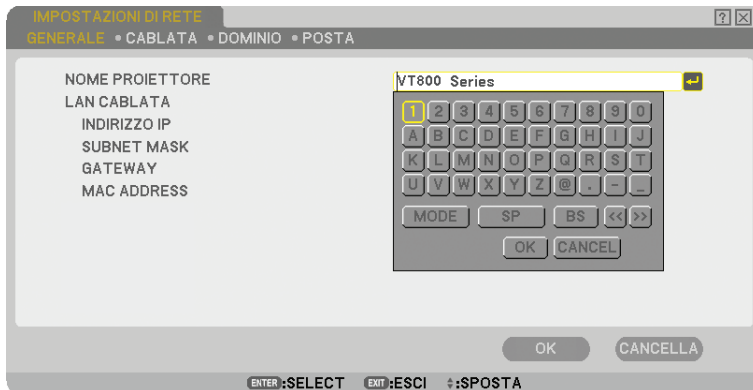 IMPOSTAZIONI DI RETE ? X
GENERALE • CABLATA • DOMINIO • POSTA
NOME PROIETTORE VT800 Series
LAN CABLATA
INDIRIZZO IP
SUBNET MASK
GATEWAY
MAC ADDRESS
1 2 3 4 5 6 7 8 9 0
A B C D E F G H I J
K L M N O P Q R S T
U V W X Y Z @ . - _
MODE SP BS << >>
OK CANCEL
OK CANCELLA
ENTER:SELECT EXIT:ESCI :SPOSTA